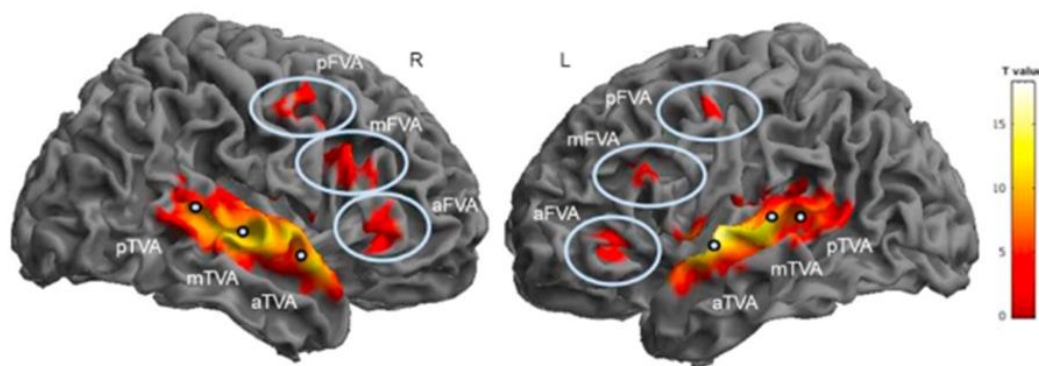 R
pFVA
mFVA
aFVA
pTVA
mTVA
aTVA
L
pFVA
mFVA
aFVA
pTVA
mTVA
aTVA
T value
15
10
5
0